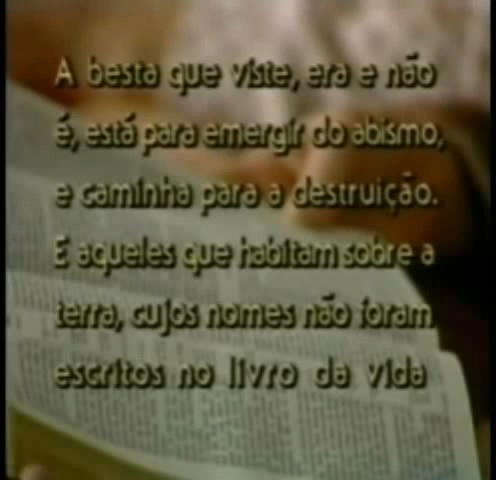 A besta que viste, era e não
é, está para emergir do abismo,
e caminha para a destruição.
E aqueles que habitam sobre a
terra, cujos nomes não foram
escritos no livro da vida